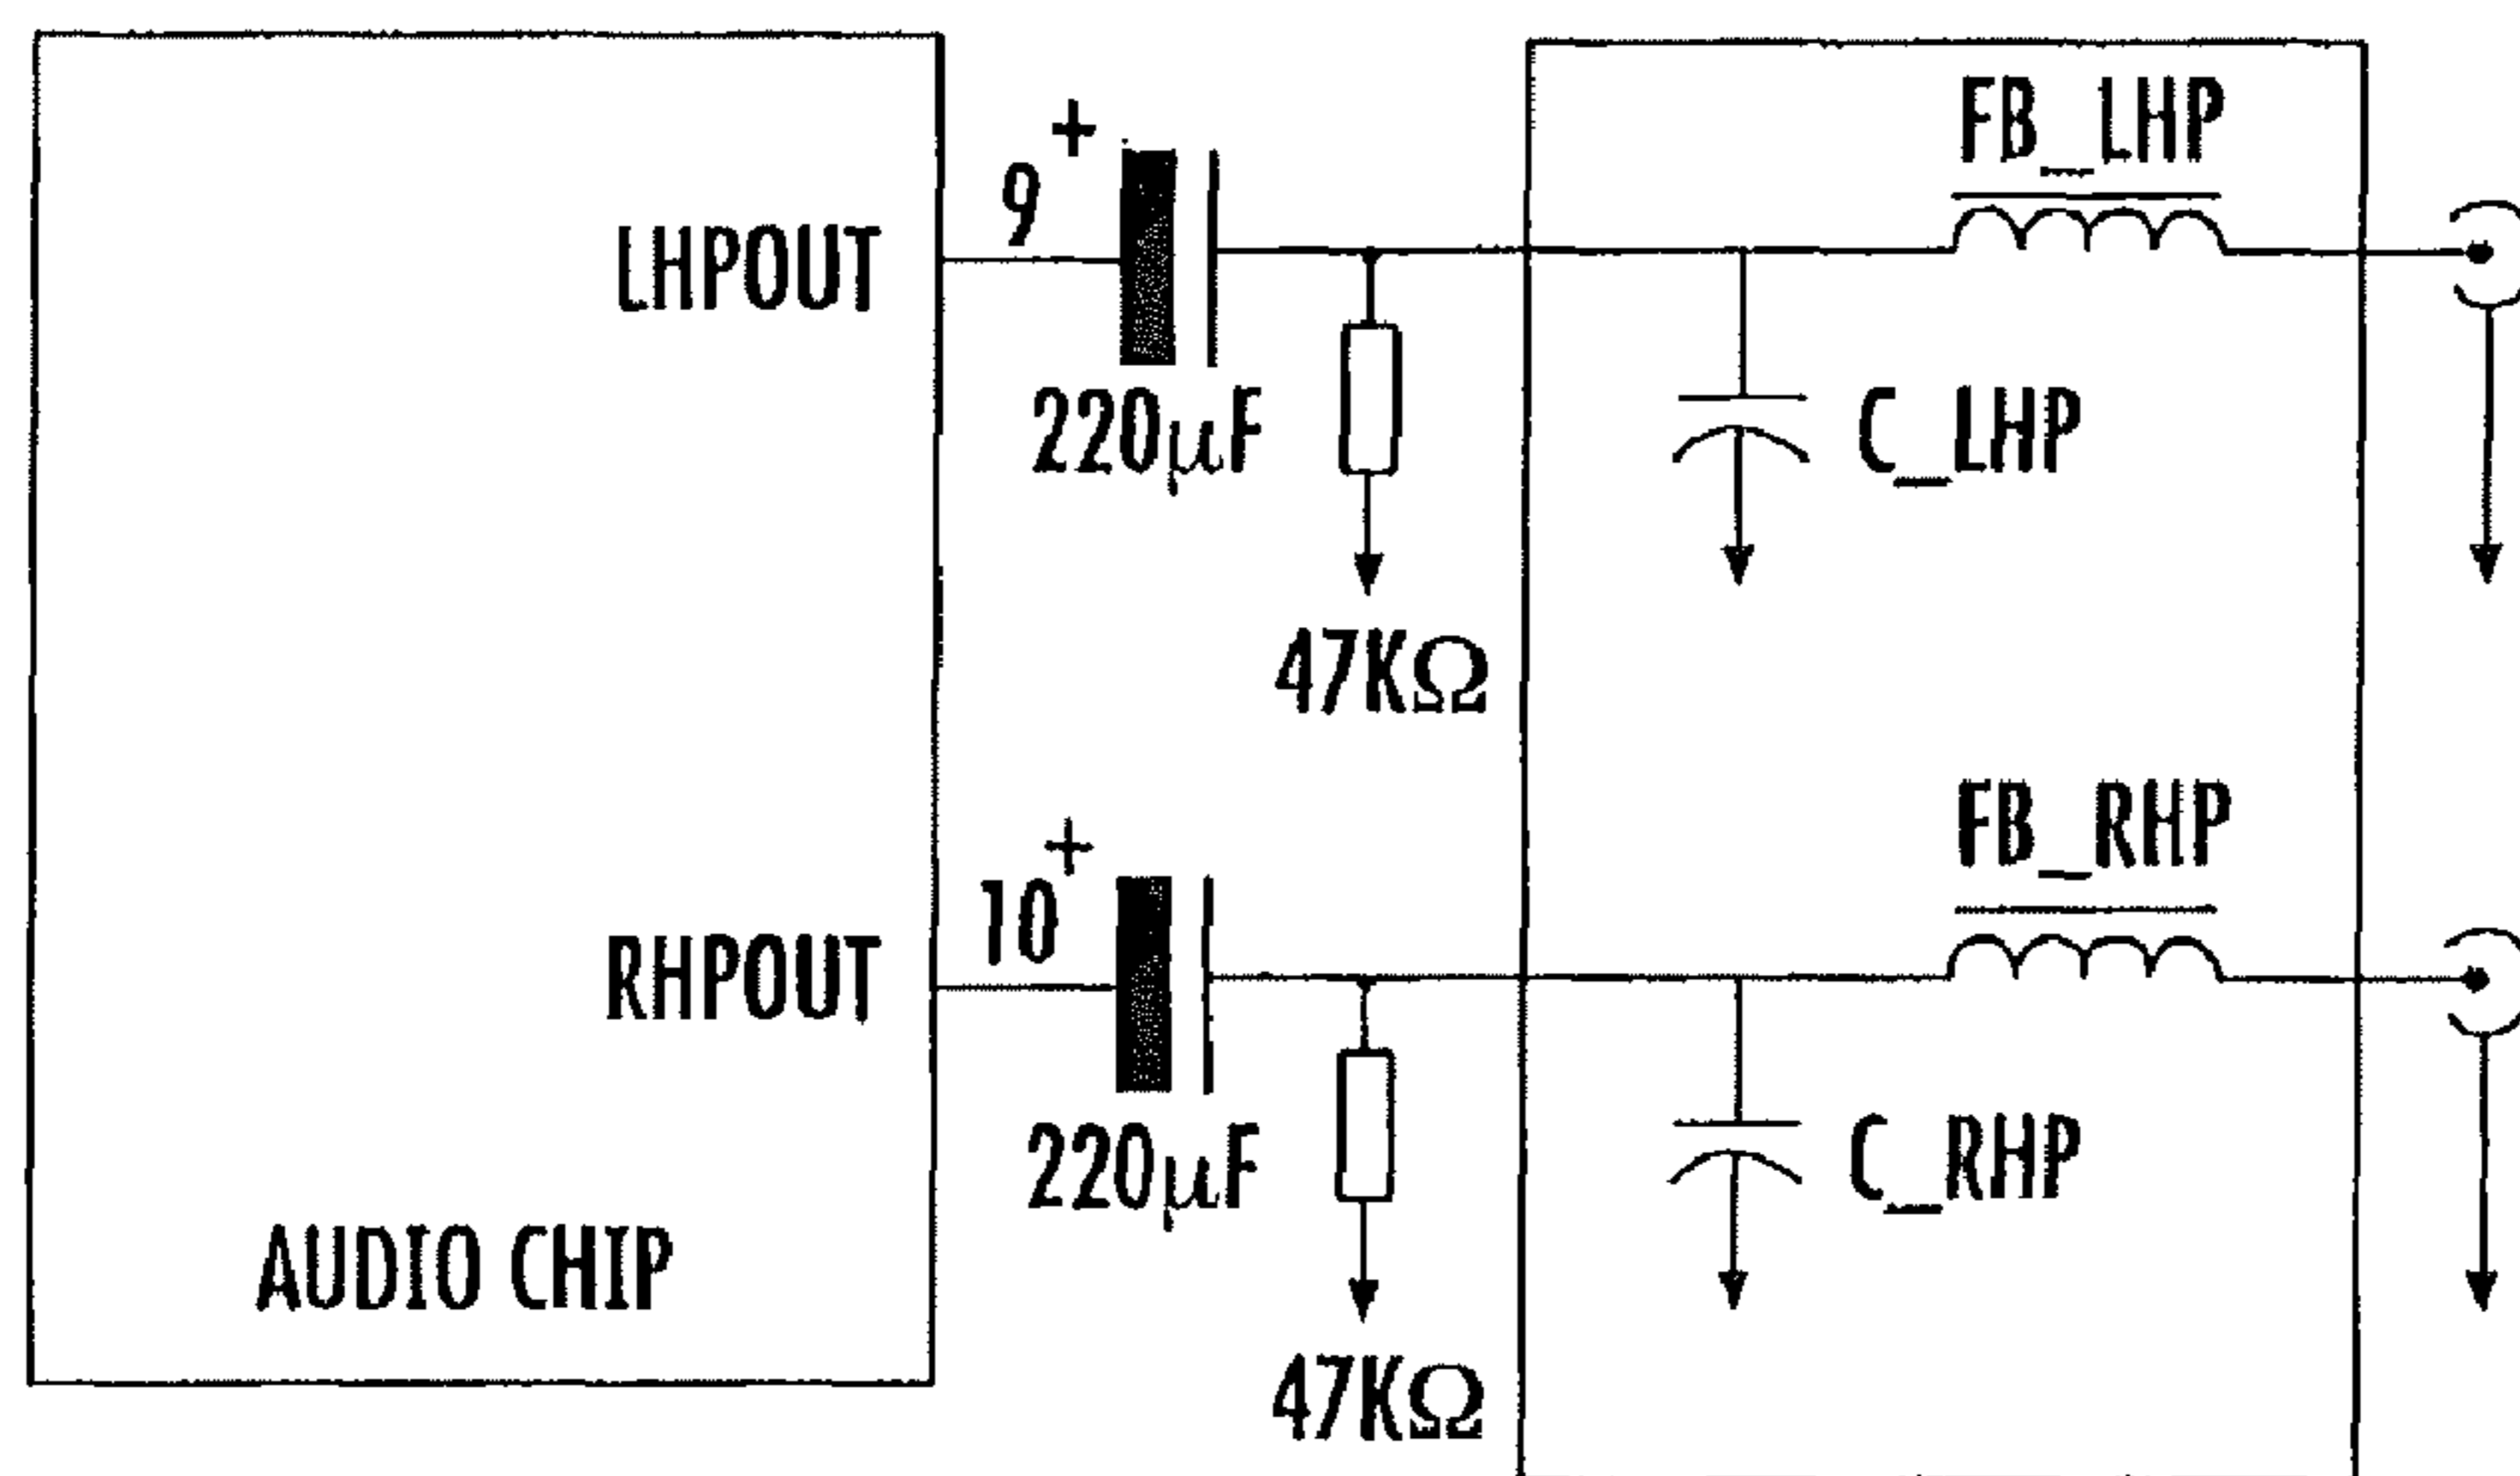 FB_LHP
9
+
LHPOUT
220μF
C_LHP
47KΩ
FB_RHP
10
+
RHPOUT
220μF
C_RHP
AUDIO CHIP
47KΩ